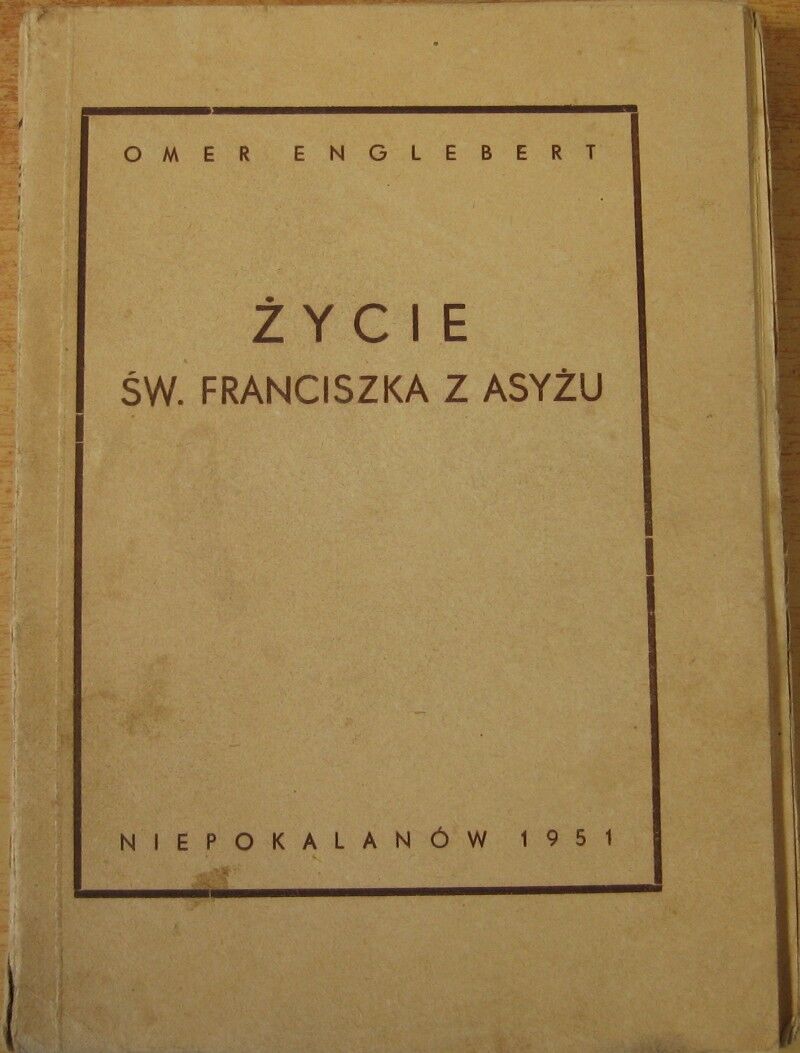 OMER ENGLEBERT
ŻYCIE
ŚW. FRANCISZKA Z ASYŻU
NIEPOKALANÓW 1951